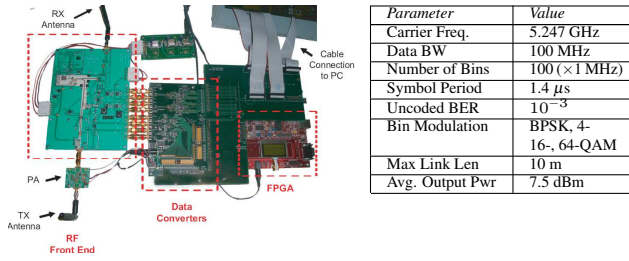 RX
Antenna
Cable
Connection
to PC
PA
TX
Antenna
RF
Front End
Data
Converters
FPGA
Parameter Value
Carrier Freq. 5.247 GHz
Data BW 100 MHz
Number of Bins 100 (×1 MHz)
Symbol Period 1.4 μs
Uncoded BER 10⁻³
Bin Modulation BPSK, 4-
16-, 64-QAM
Max Link Len 10 m
Avg. Output Pwr 7.5 dBm